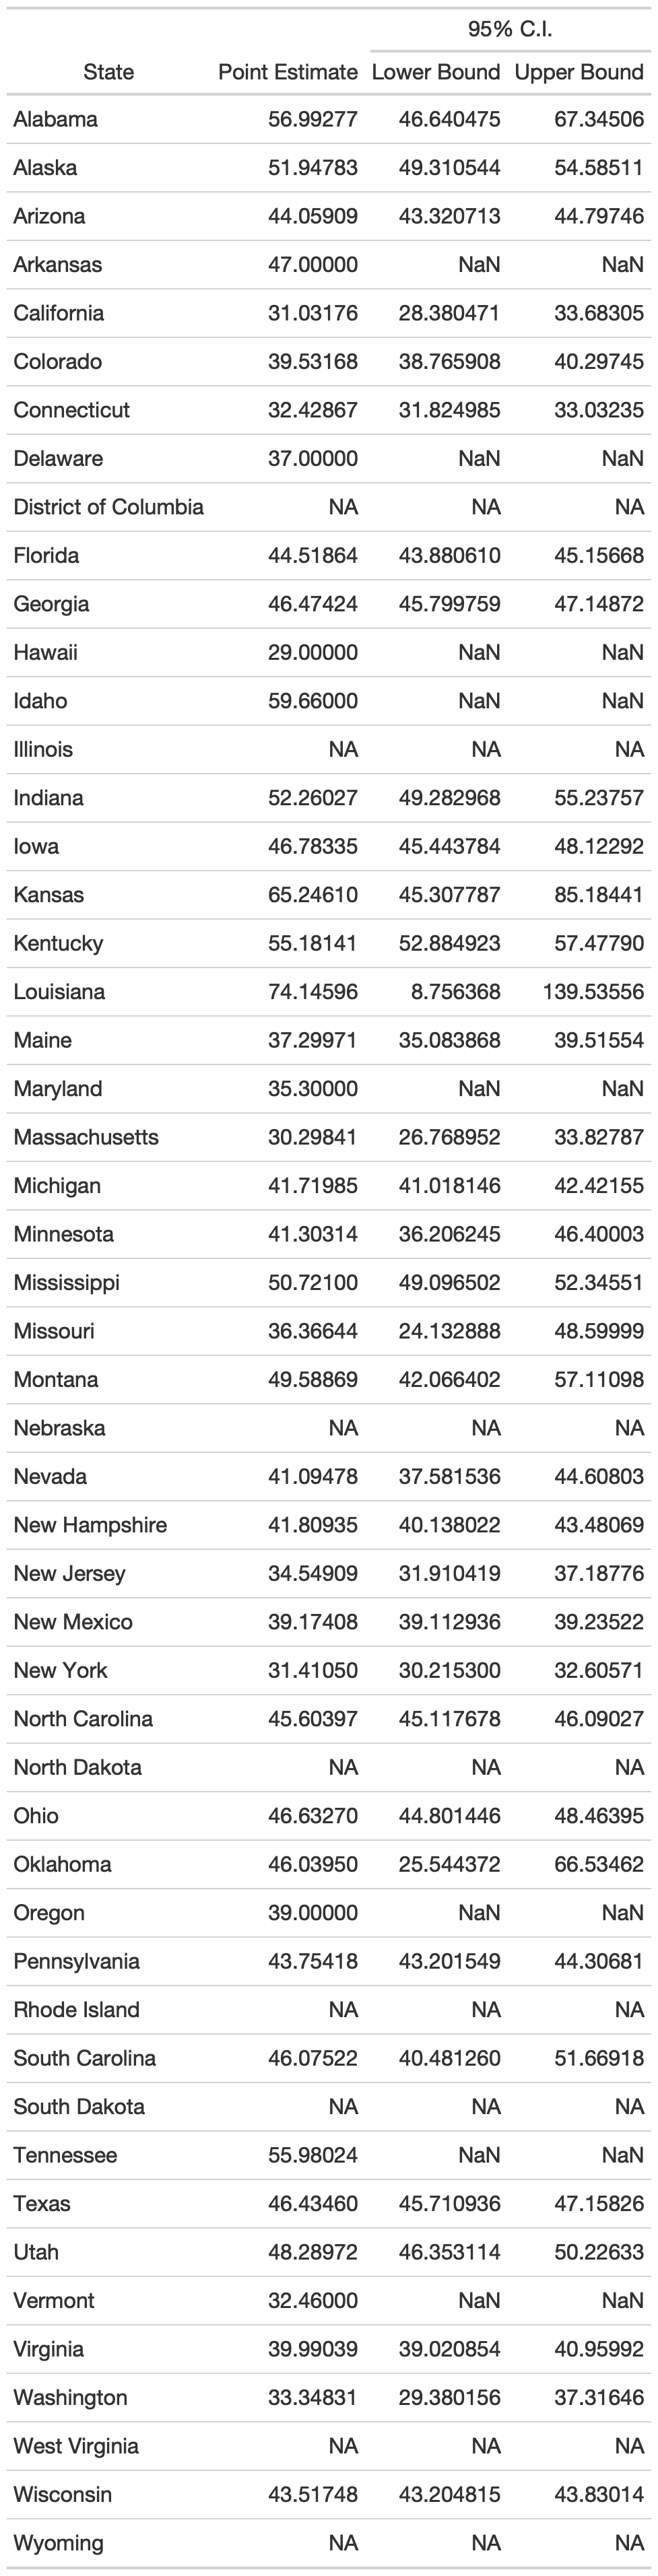 95% C.I.
State Point Estimate Lower Bound Upper Bound
Alabama 56.99277 46.640475 67.34506
Alaska 51.94783 49.310544 54.58511
Arizona 44.05909 43.320713 44.79746
Arkansas 47.00000 NaN NaN
California 31.03176 28.380471 33.68305
Colorado 39.53168 38.765908 40.29745
Connecticut 32.42867 31.824985 33.03235
Delaware 37.00000 NaN NaN
District of Columbia NA NA NA
Florida 44.51864 43.880610 45.15668
Georgia 46.47424 45.799759 47.14872
Hawaii 29.00000 NaN NaN
Idaho 59.66000 NaN NaN
Illinois NA NA NA
Indiana 52.26027 49.282968 55.23757
Iowa 46.78335 45.443784 48.12292
Kansas 65.24610 45.307787 85.18441
Kentucky 55.18141 52.884923 57.47790
Louisiana 74.14596 8.756368 139.53556
Maine 37.29971 35.083868 39.51554
Maryland 35.30000 NaN NaN
Massachusetts 30.29841 26.768952 33.82787
Michigan 41.71985 41.018146 42.42155
Minnesota 41.30314 36.206245 46.40003
Mississippi 50.72100 49.096502 52.34551
Missouri 36.36644 24.132888 48.59999
Montana 49.58869 42.066402 57.11098
Nebraska NA NA NA
Nevada 41.09478 37.581536 44.60803
New Hampshire 41.80935 40.138022 43.48069
New Jersey 34.54909 31.910419 37.18776
New Mexico 39.17408 39.112936 39.23522
New York 31.41050 30.215300 32.60571
North Carolina 45.60397 45.117678 46.09027
North Dakota NA NA NA
Ohio 46.63270 44.801446 48.46395
Oklahoma 46.03950 25.544372 66.53462
Oregon 39.00000 NaN NaN
Pennsylvania 43.75418 43.201549 44.30681
Rhode Island NA NA NA
South Carolina 46.07522 40.481260 51.66918
South Dakota NA NA NA
Tennessee 55.98024 NaN NaN
Texas 46.43460 45.710936 47.15826
Utah 48.28972 46.353114 50.22633
Vermont 32.46000 NaN NaN
Virginia 39.99039 39.020854 40.95992
Washington 33.34831 29.380156 37.31646
West Virginia NA NA NA
Wisconsin 43.51748 43.204815 43.83014
Wyoming NA NA NA